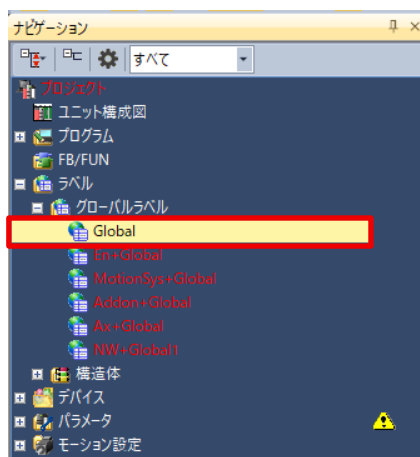 ナビゲーション
すべて
プロジェクト
ユニット構成図
プログラム
FB/FUN
ラベル
グローバルラベル
Global
En+Global
MotionSys+Global
Addon+Global
Ax+Global
NW+Global1
構造体
デバイス
パラメータ
モーション設定